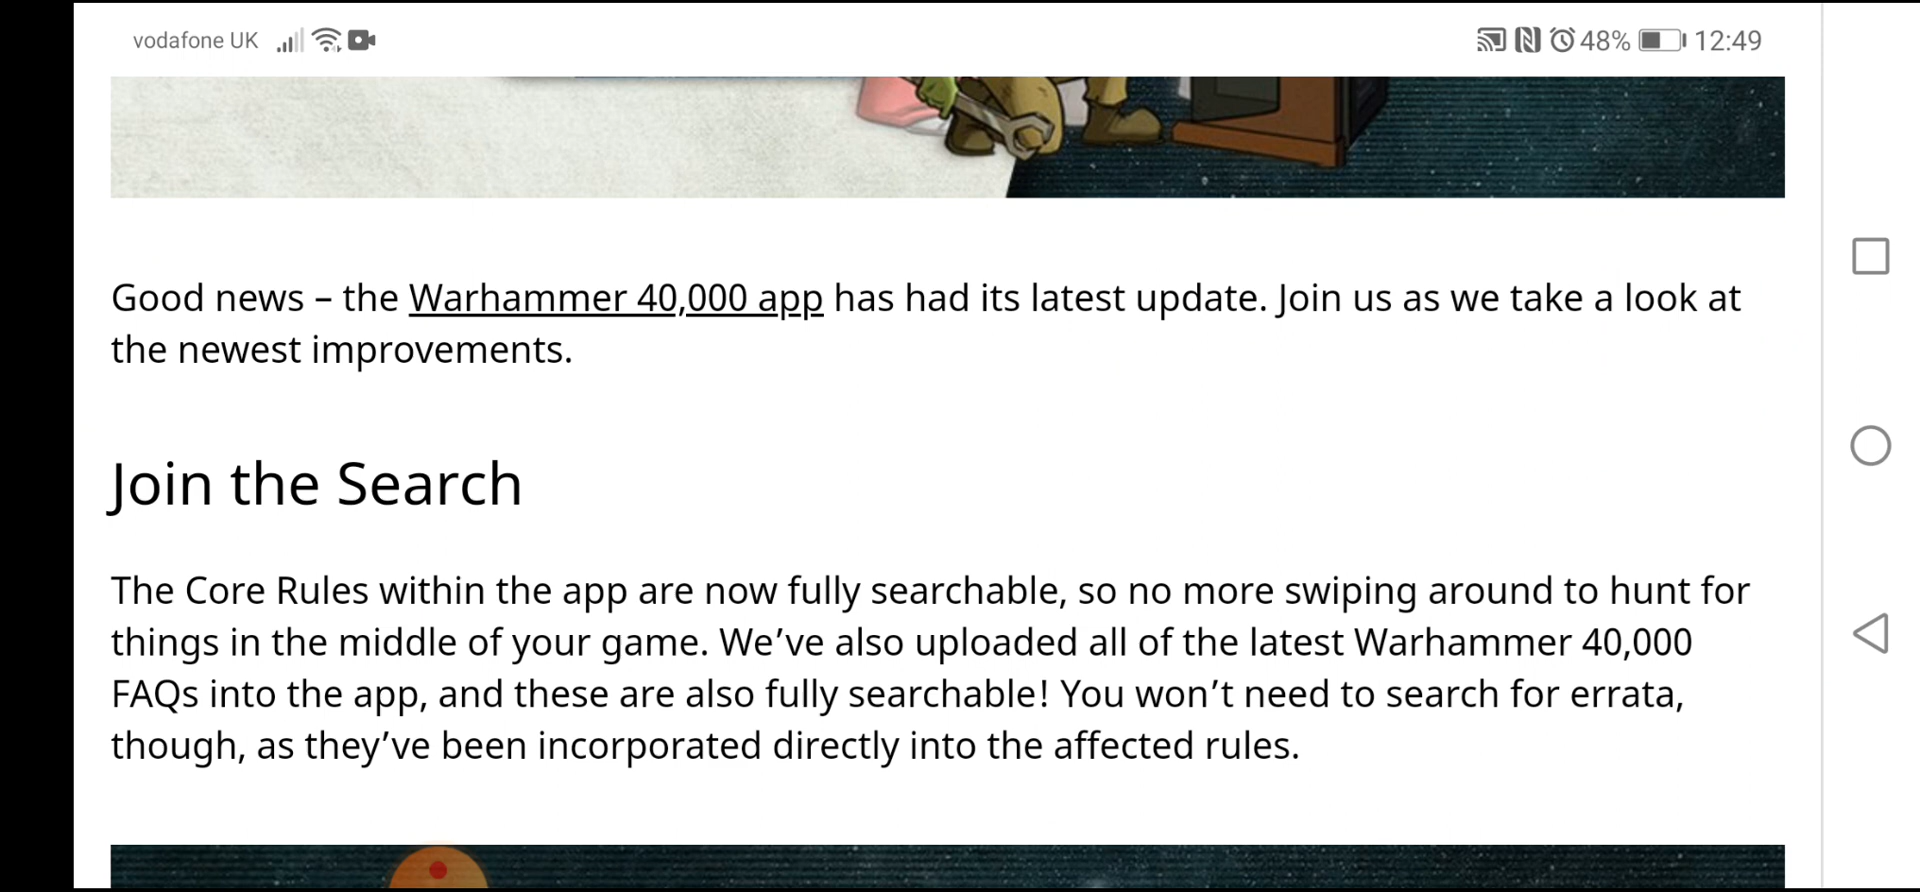 vodafone UK 48% 12:49
Good news – the Warhammer 40,000 app has had its latest update. Join us as we take a look at
the newest improvements.
Join the Search
The Core Rules within the app are now fully searchable, so no more swiping around to hunt for
things in the middle of your game. We’ve also uploaded all of the latest Warhammer 40,000
FAQs into the app, and these are also fully searchable! You won’t need to search for errata,
though, as they’ve been incorporated directly into the affected rules.